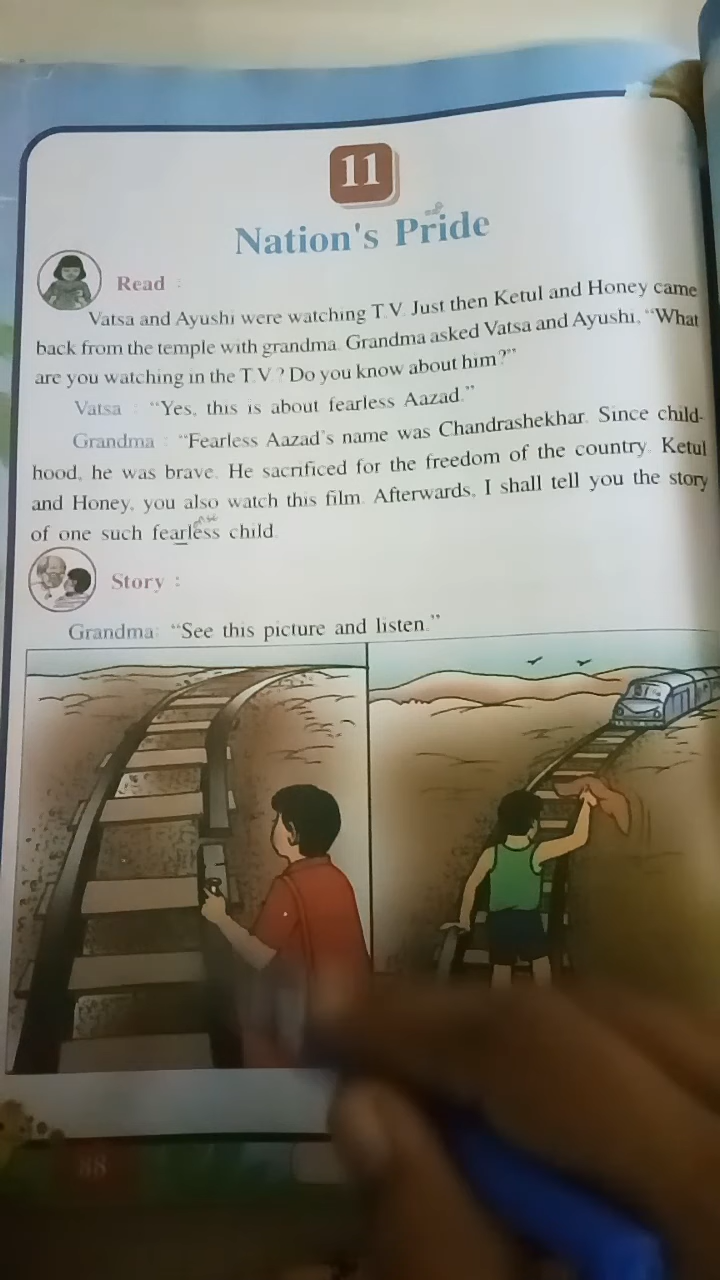 11
Nation's Pride
Read :
Vatsa and Ayushi were watching T.V. Just then Ketul and Honey came
back from the temple with grandma. Grandma asked Vatsa and Ayushi, "What
are you watching in the T.V.? Do you know about him?"
Vatsa : "Yes, this is about fearless Aazad."
Grandma : "Fearless Aazad's name was Chandrashekhar. Since child-
hood, he was brave. He sacrificed for the freedom of the country. Ketul
and Honey, you also watch this film. Afterwards, I shall tell you the story
of one such fearless child.
Story :
Grandma: "See this picture and listen."
88